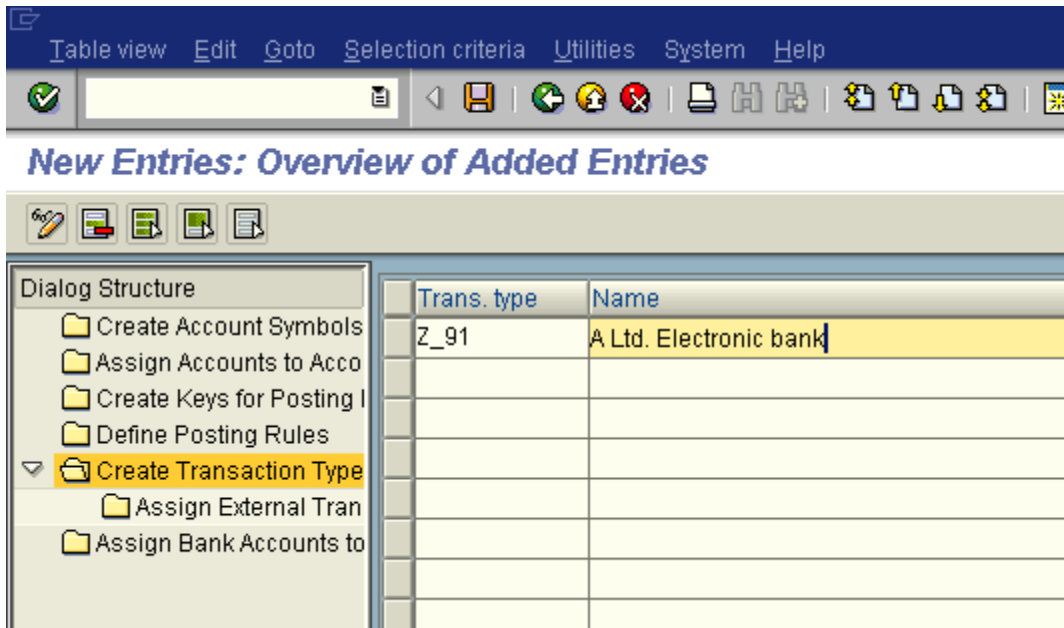 Table view Edit Goto Selection criteria Utilities System Help
New Entries: Overview of Added Entries
Dialog Structure
Create Account Symbols
Assign Accounts to Acco
Create Keys for Posting
Define Posting Rules
Create Transaction Type
Assign External Tran
Assign Bank Accounts to
Trans. type Name
Z_91 A Ltd. Electronic bank